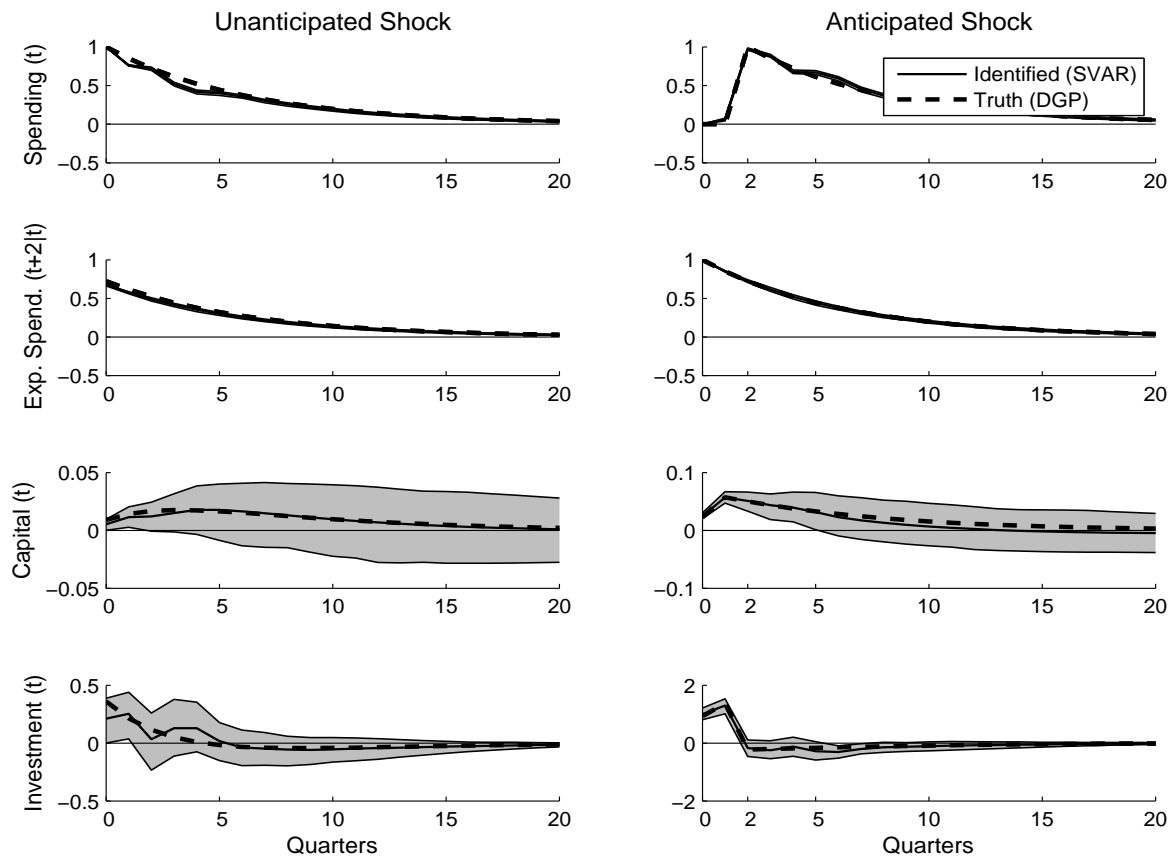 Unanticipated Shock
Spending (t)
1
0.5
0
−0.5
0 5 10 15 20
Anticipated Shock
1
0.5
0
−0.5
0 2 5 10 15 20
Identified (SVAR)
Truth (DGP)
Exp. Spend. (t+2|t)
1
0.5
0
−0.5
0 5 10 15 20
1
0.5
0
−0.5
0 2 5 10 15 20
Capital (t)
0.05
0
−0.05
0 5 10 15 20
0.1
0
−0.1
0 2 5 10 15 20
Investment (t)
0.5
0
−0.5
0 5 10 15 20
Quarters
2
0
−2
0 2 5 10 15 20
Quarters